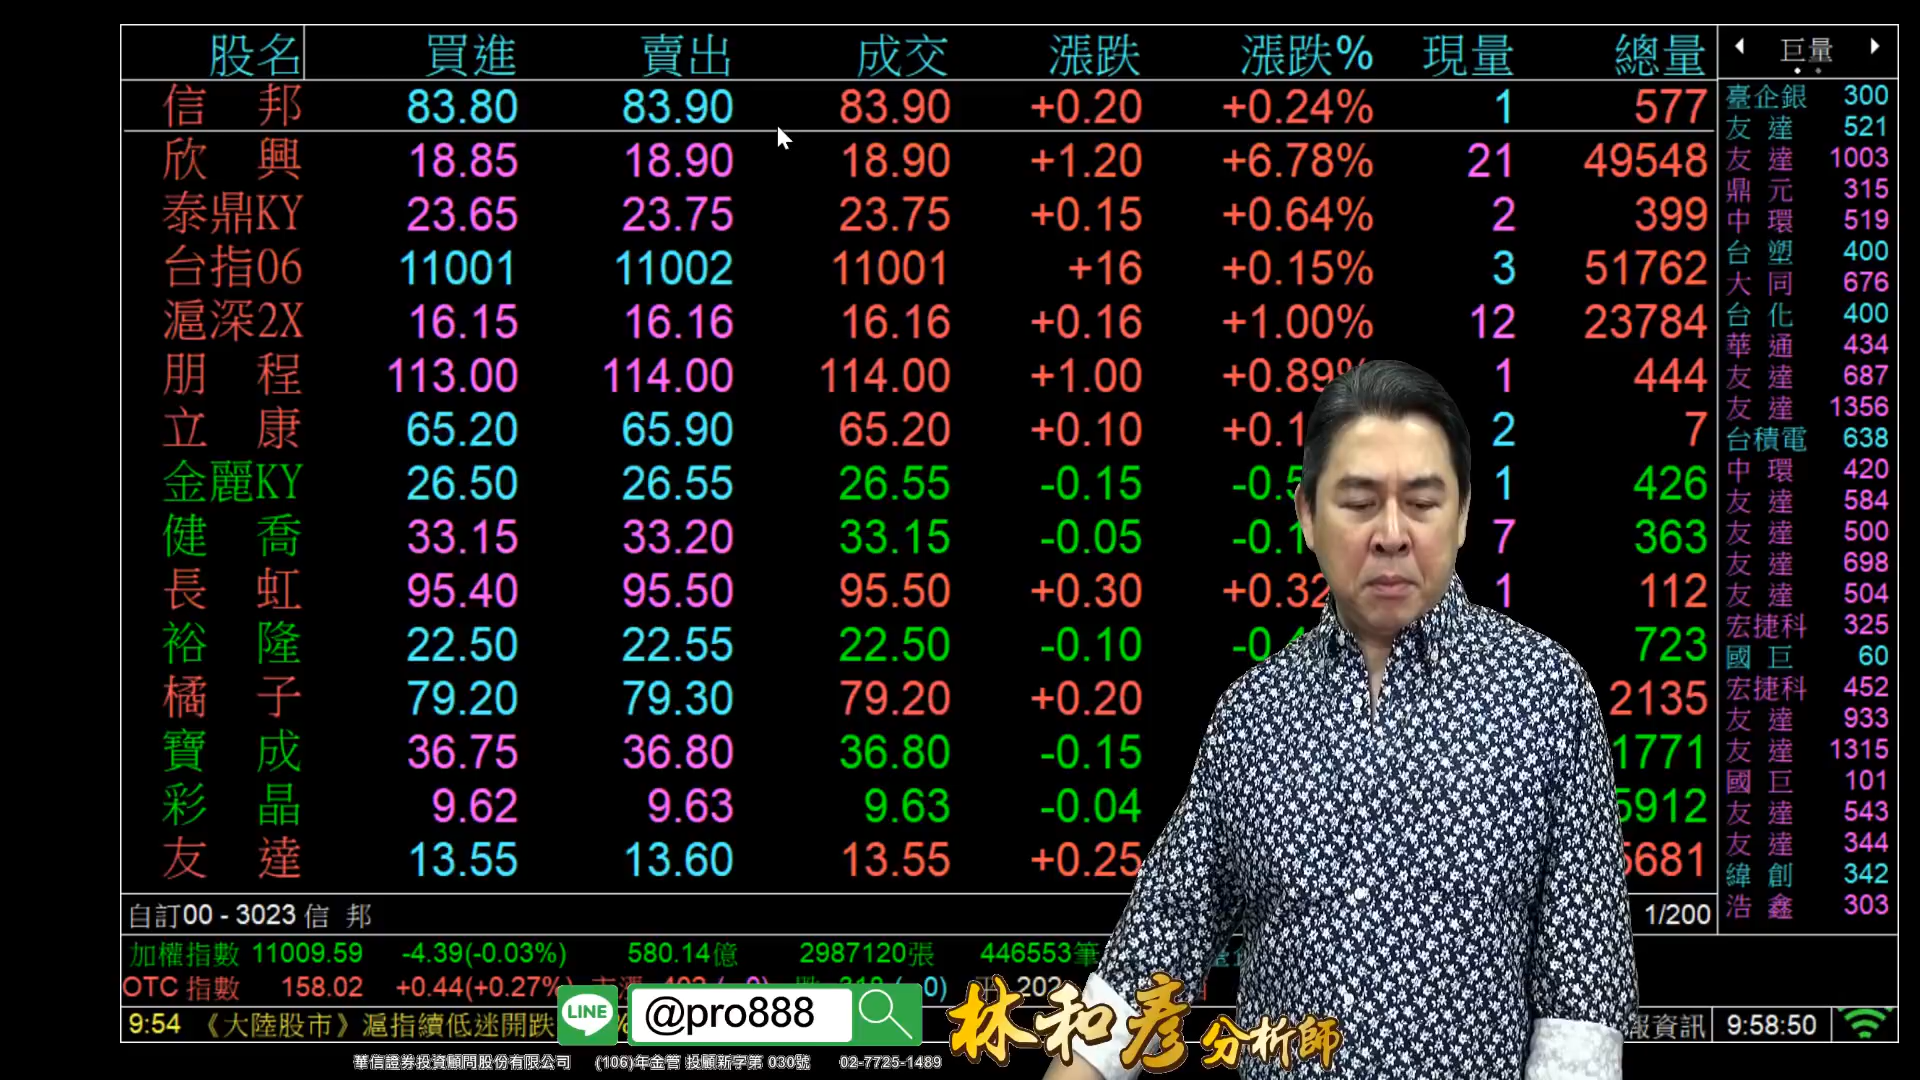 股名 買進 賣出 成交 漲跌 漲跌% 現量 總量
信邦 83.80 83.90 83.90 +0.20 +0.24% 1 577
欣興 18.85 18.90 18.90 +1.20 +6.78% 21 49548
泰鼎KY 23.65 23.75 23.75 +0.15 +0.64% 2 399
台指06 11001 11002 11001 +16 +0.15% 3 51762
滬深2X 16.15 16.16 16.16 +0.16 +1.00% 12 23784
朋程 113.00 114.00 114.00 +1.00 +0.89% 1 444
立康 65.20 65.90 65.20 +0.10 +0.1 2 7
金麗KY 26.50 26.55 26.55 -0.15 -0.5 1 426
健喬 33.15 33.20 33.15 -0.05 -0.1 7 363
長虹 95.40 95.50 95.50 +0.30 +0.32 1 112
裕隆 22.50 22.55 22.50 -0.10 -0.4 723
橘子 79.20 79.30 79.20 +0.20 2135
寶成 36.75 36.80 36.80 -0.15 1771
彩晶 9.62 9.63 9.63 -0.04 5912
友達 13.55 13.60 13.55 +0.25 5681
自訂00 - 3023 信邦 1/200
加權指數 11009.59 -4.39(-0.03%) 580.14億 2987120張 446553筆
OTC 指數 158.02 +0.44(+0.27%) 202
9:54 《大陸股市》滬指續低迷開跌 報資訊 9:58:50
巨量
臺企銀 300
友達 521
友達 1003
鼎元 315
中環 519
台塑 400
大同 676
台化 400
華通 434
友達 687
友達 1356
台積電 638
中環 420
友達 584
友達 500
友達 698
友達 504
宏捷科 325
國巨 60
宏捷科 452
友達 933
友達 1315
國巨 101
友達 543
友達 344
緯創 342
浩鑫 303
LINE @pro888
林和彥 分析師
華信證券投資顧問股份有限公司 (106)年金管 投顧新字第 030號 02-7725-1489